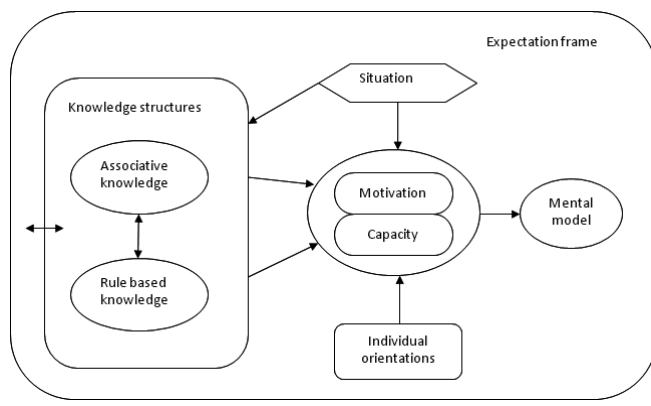 Expectation frame
Situation
Knowledge structures
Associative
knowledge
Motivation
Capacity
Mental
model
Rule based
knowledge
Individual
orientations